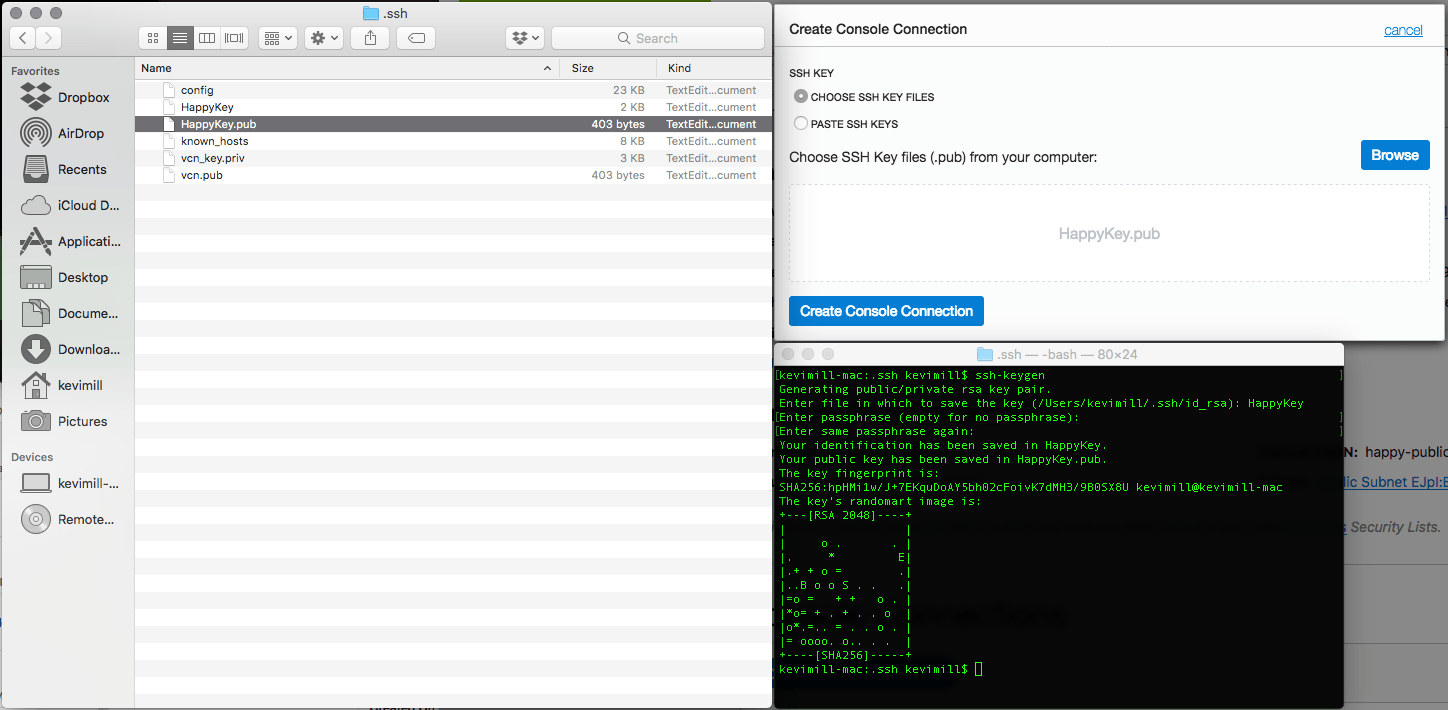 .ssh
Search
Favorites
Dropbox
AirDrop
Recents
iCloud D...
Applicati...
Desktop
Docume...
Downloa...
kevimill
Pictures
Devices
kevimill-...
Remote...
Name Size Kind
config 23 KB TextEdit...cument
HappyKey 2 KB TextEdit...cument
HappyKey.pub 403 bytes TextEdit...cument
known_hosts 8 KB TextEdit...cument
vcn_key.priv 3 KB TextEdit...cument
vcn.pub 403 bytes TextEdit...cument
Create Console Connection cancel
SSH KEY
CHOOSE SSH KEY FILES
PASTE SSH KEYS
Choose SSH Key files (.pub) from your computer: Browse
HappyKey.pub
Create Console Connection
.ssh — -bash — 80×24
[kevimill-mac:.ssh kevimill$ ssh-keygen ]
Generating public/private rsa key pair.
Enter file in which to save the key (/Users/kevimill/.ssh/id_rsa): HappyKey
[Enter passphrase (empty for no passphrase): ]
[Enter same passphrase again: ]
Your identification has been saved in HappyKey.
Your public key has been saved in HappyKey.pub.
The key fingerprint is:
SHA256:hpHMi1w/J+7EKquDoAY5bh02cFoivK7dMH3/9B0SX8U kevimill@kevimill-mac
The key's randomart image is:
+---[RSA 2048]----+
|                 |
|     o .       . |
|.     *         E|
|.+ + o =        .|
|..B o o S . .   .|
|=o =   + +   o . |
|*o= + . + . . o  |
|o*.=.. = . . o . |
|= oooo. o.. . .  |
+----[SHA256]-----+
kevimill-mac:.ssh kevimill$
N: happy-public
lic Subnet EJpI:E
Security Lists.